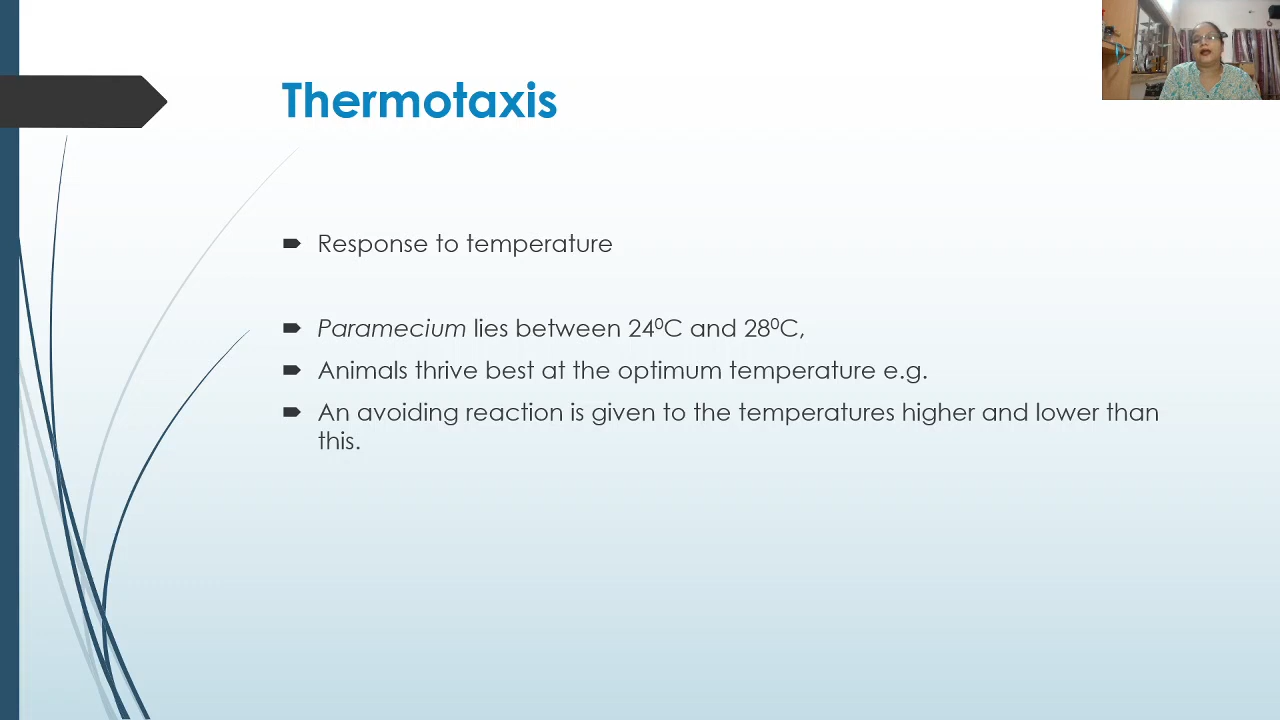 Thermotaxis
Response to temperature
Paramecium lies between 24⁰C and 28⁰C,
Animals thrive best at the optimum temperature e.g.
An avoiding reaction is given to the temperatures higher and lower than
this.